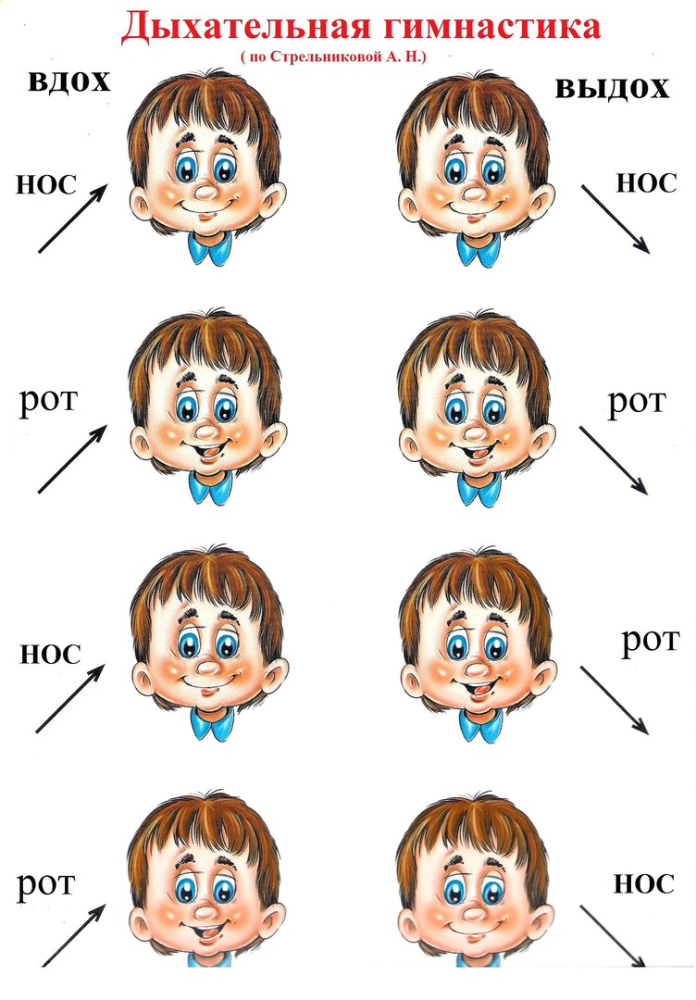 Дыхательная гимнастика
( по Стрельниковой А. Н.)
вдох
выдох
нос
нос
рот
рот
нос
рот
рот
нос